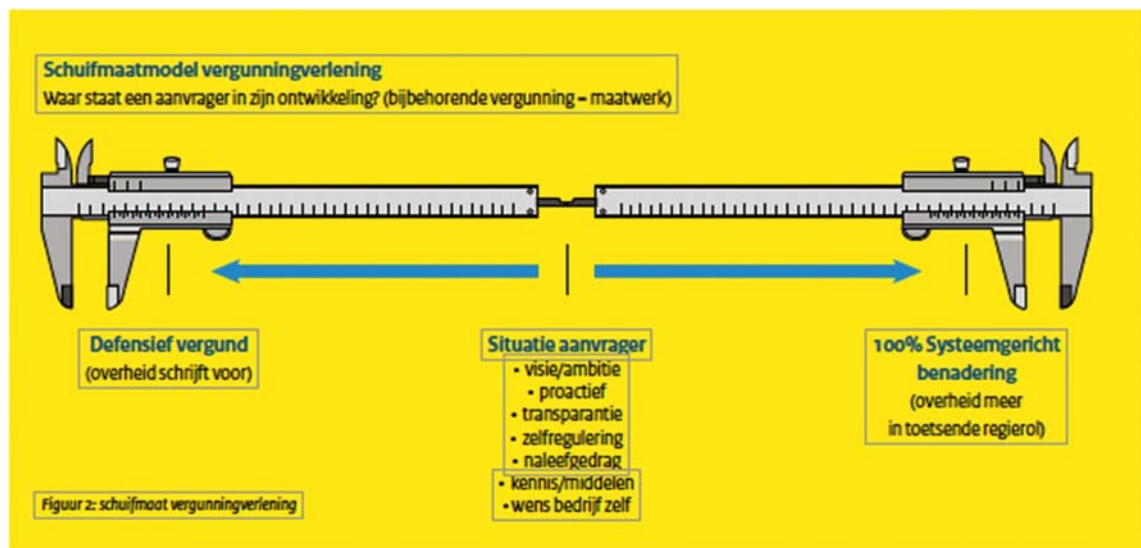 Schuifmaatmodel vergunningverlening
Waar staat een aanvrager in zijn ontwikkeling? (bijbehorende vergunning – maatwerk)
Defensief vergund
(overheid schrijft voor)
Situatie aanvrager
• visie/ambitie
• proactief
• transparantie
• zelfregulering
• naleefgedrag
• kennis/middelen
• wens bedrijf zelf
100% Systeemgericht
benadering
(overheid meer
in toetsende regierol)
Figuur 2: schuifmaat vergunningverlening